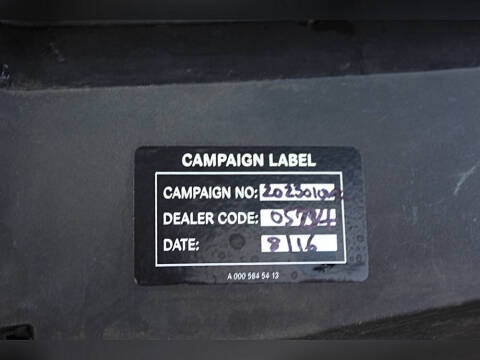 CAMPAIGN LABEL
CAMPAIGN NO:
DEALER CODE:
DATE: 8/16
A 000 584 54 13